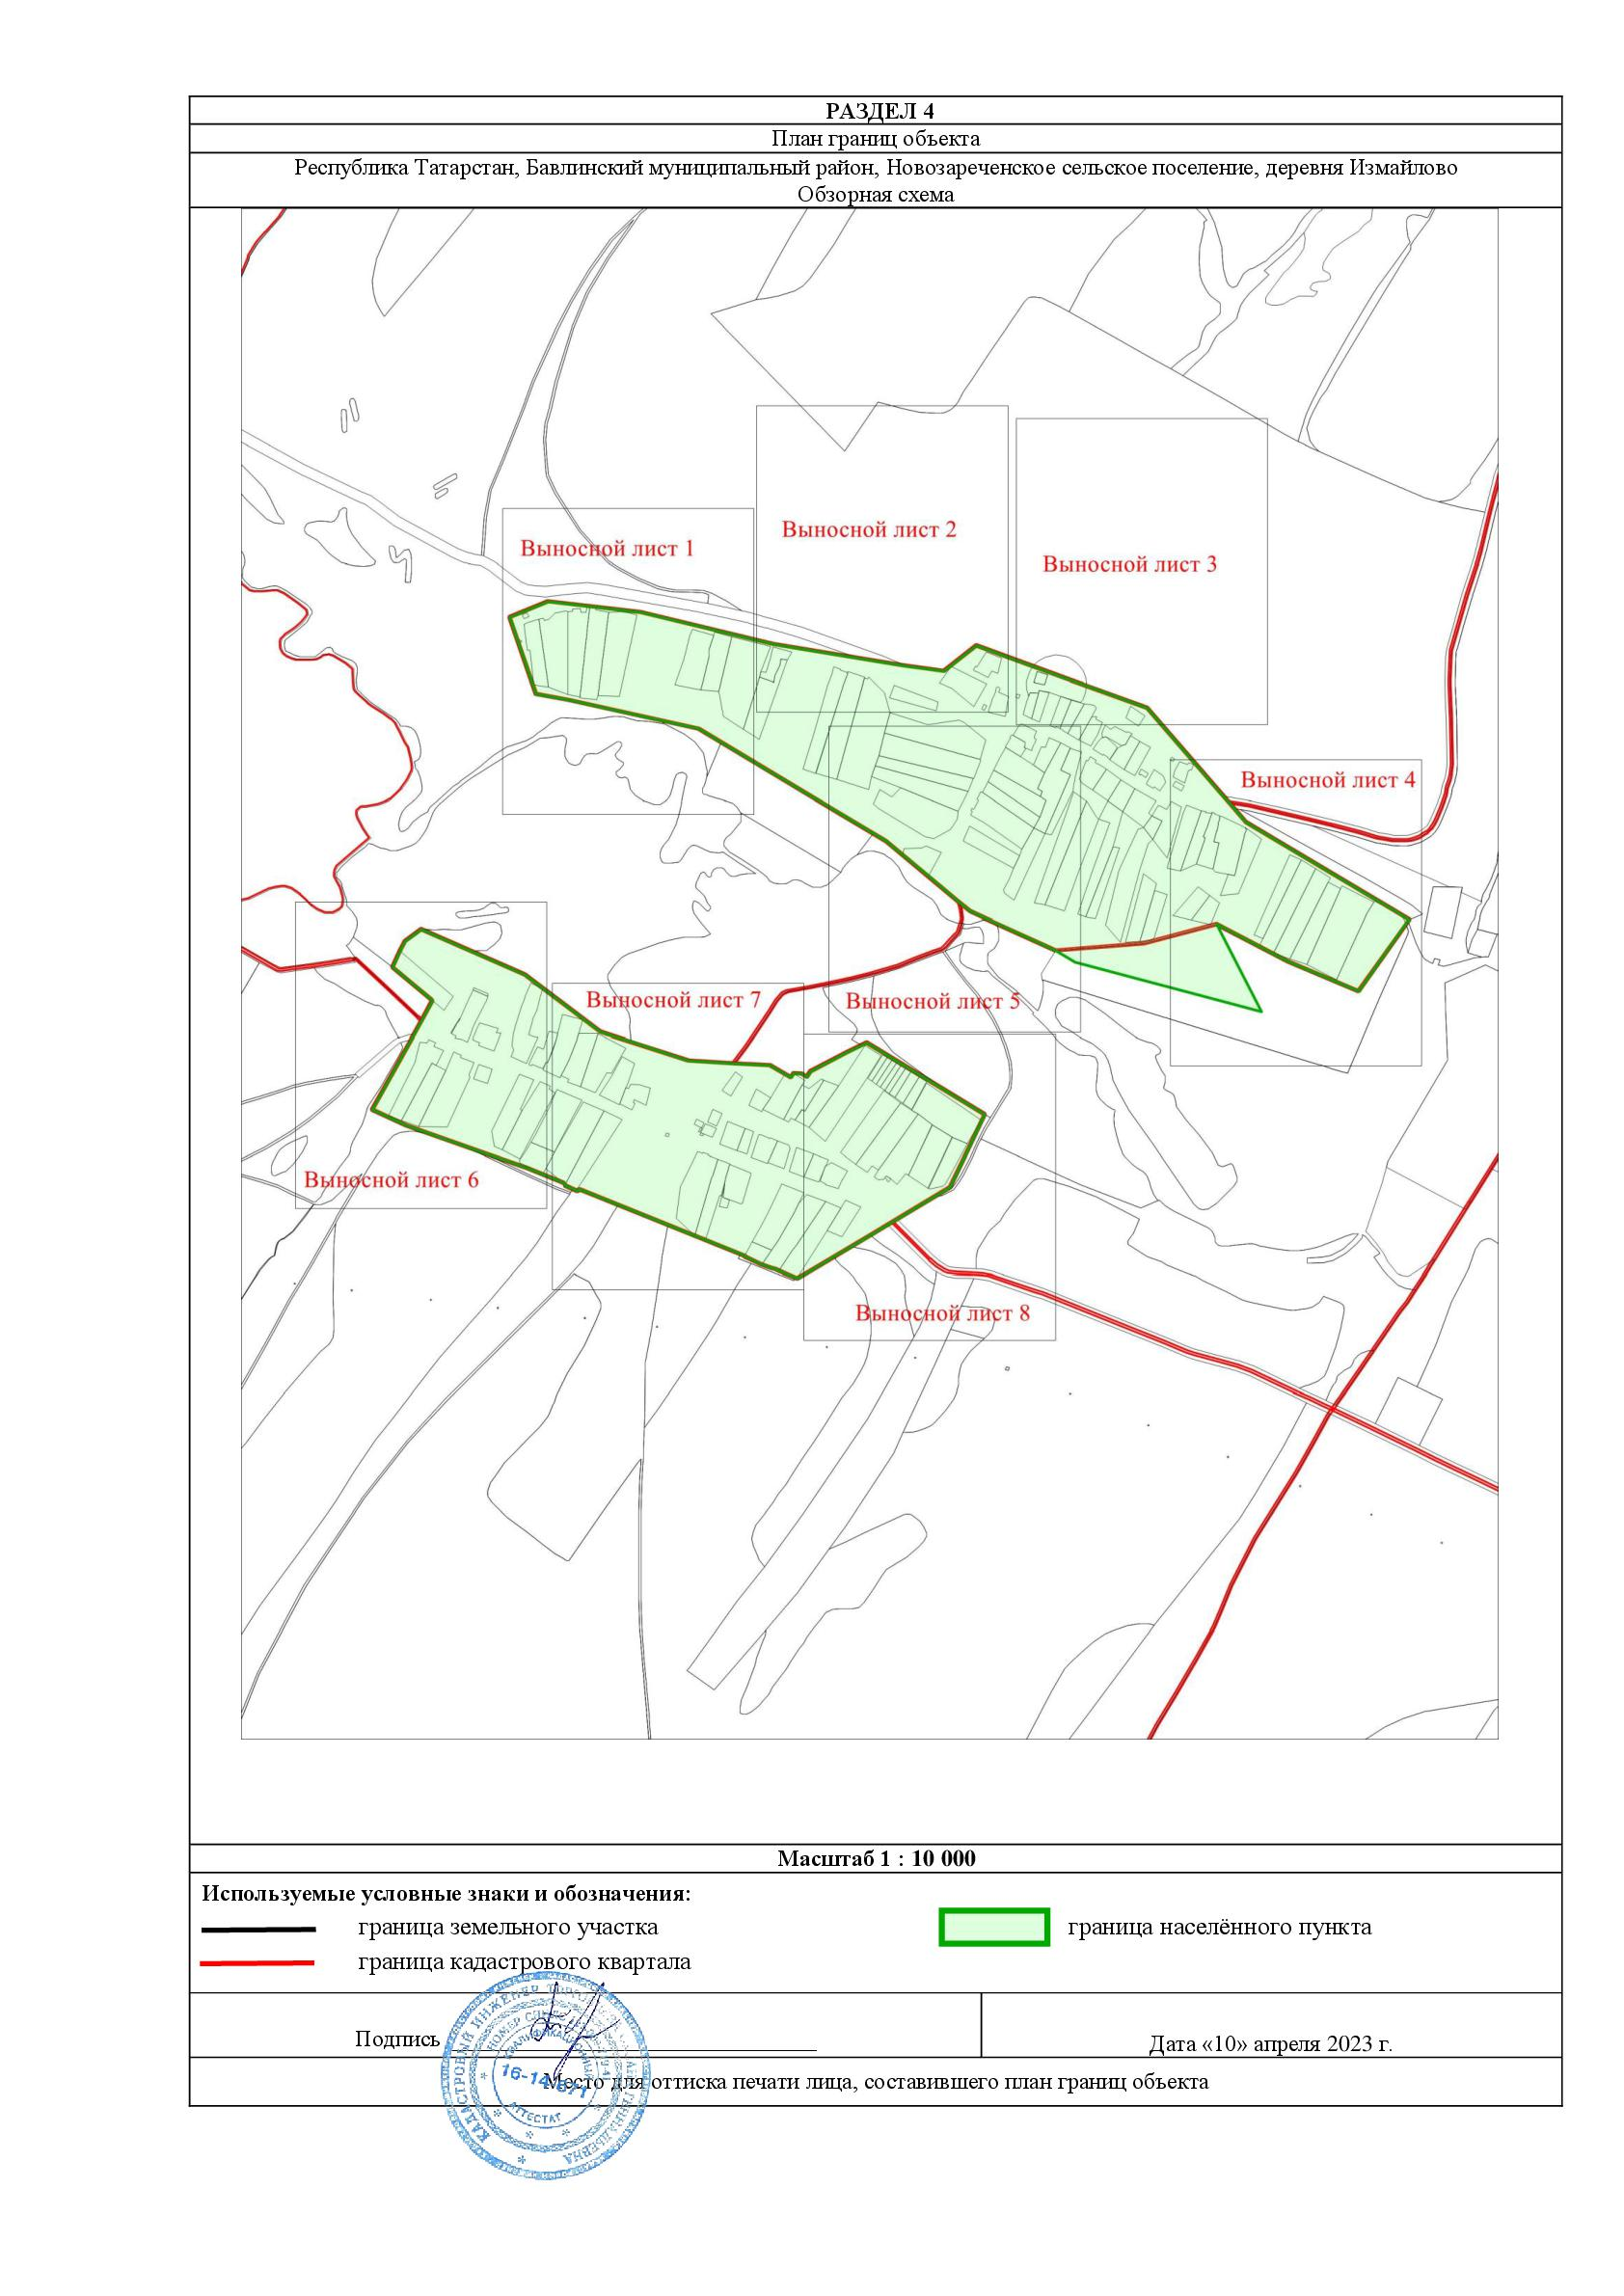 РАЗДЕЛ 4
План границ объекта
Республика Татарстан, Бавлинский муниципальный район, Новозареченское сельское поселение, деревня Измайлово
Обзорная схема
Выносной лист 1
Выносной лист 2
Выносной лист 3
Выносной лист 4
Выносной лист 7
Выносной лист 5
Выносной лист 6
Выносной лист 8
Масштаб 1 : 10 000
Используемые условные знаки и обозначения:
граница земельного участка
граница населённого пункта
граница кадастрового квартала
Подпись
Дата «10» апреля 2023 г.
Место для оттиска печати лица, составившего план границ объекта
КАДАСТРОВЫЙ ИНЖЕНЕР
АТТЕСТАТ